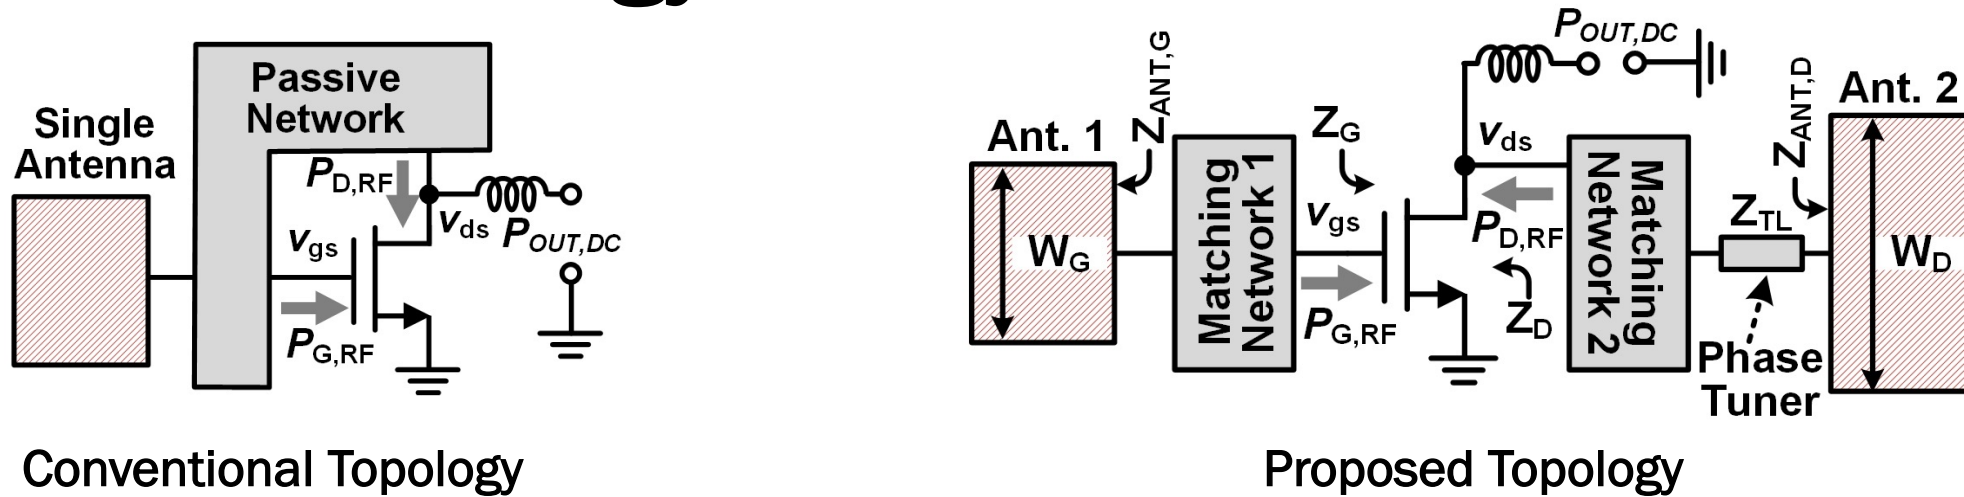 Single
Antenna
Passive
Network
P_D,RF
v_gs
v_ds
P_OUT,DC
P_G,RF
Conventional Topology
Ant. 1
W_G
Z_ANT,G
Matching
Network 1
Z_G
v_gs
P_G,RF
P_OUT,DC
v_ds
P_D,RF
Z_D
Matching
Network 2
Z_TL
Phase
Tuner
Z_ANT,D
Ant. 2
W_D
Proposed Topology